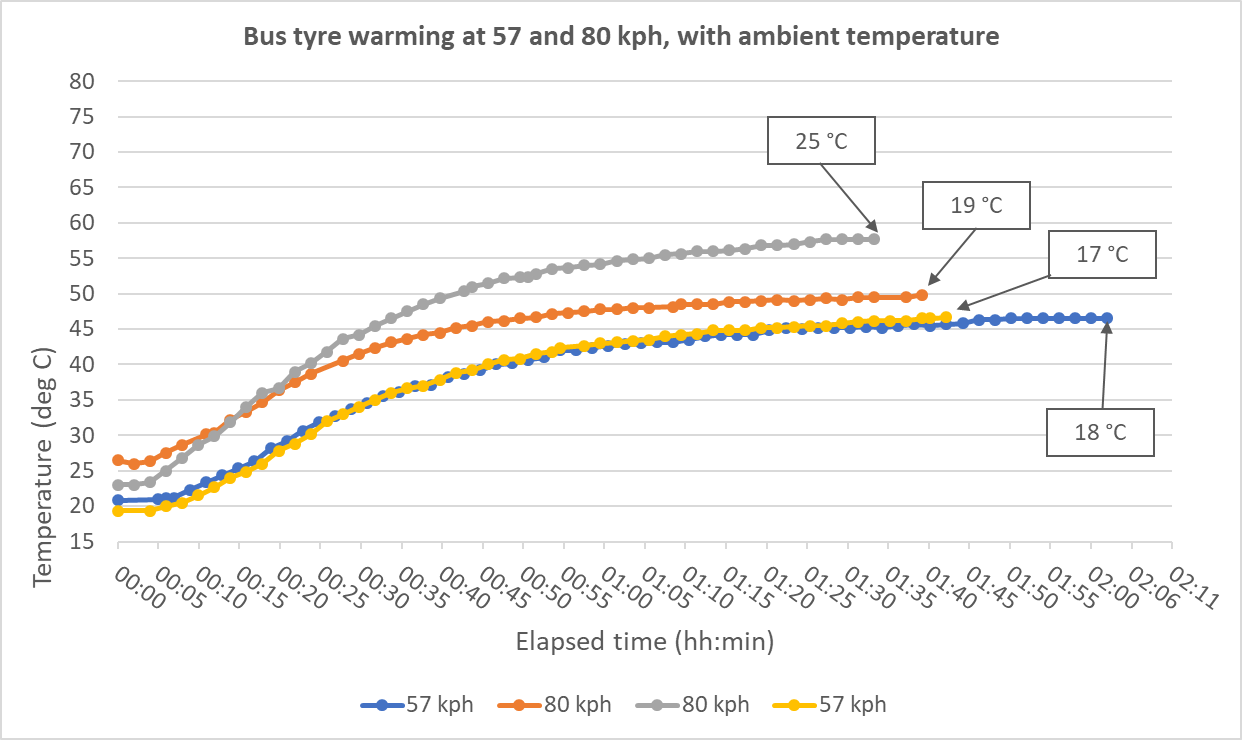 Bus tyre warming at 57 and 80 kph, with ambient temperature
80
75
70
65
60
55
50
45
40
35
30
25
20
15
Temperature (deg C)
25 °C
19 °C
17 °C
18 °C
00:00 00:05 00:10 00:15 00:20 00:25 00:30 00:35 00:40 00:45 00:50 00:55 01:00 01:05 01:10 01:15 01:20 01:25 01:30 01:35 01:40 01:45 01:50 01:55 02:00 02:06 02:11
Elapsed time (hh:min)
57 kph 80 kph 80 kph 57 kph